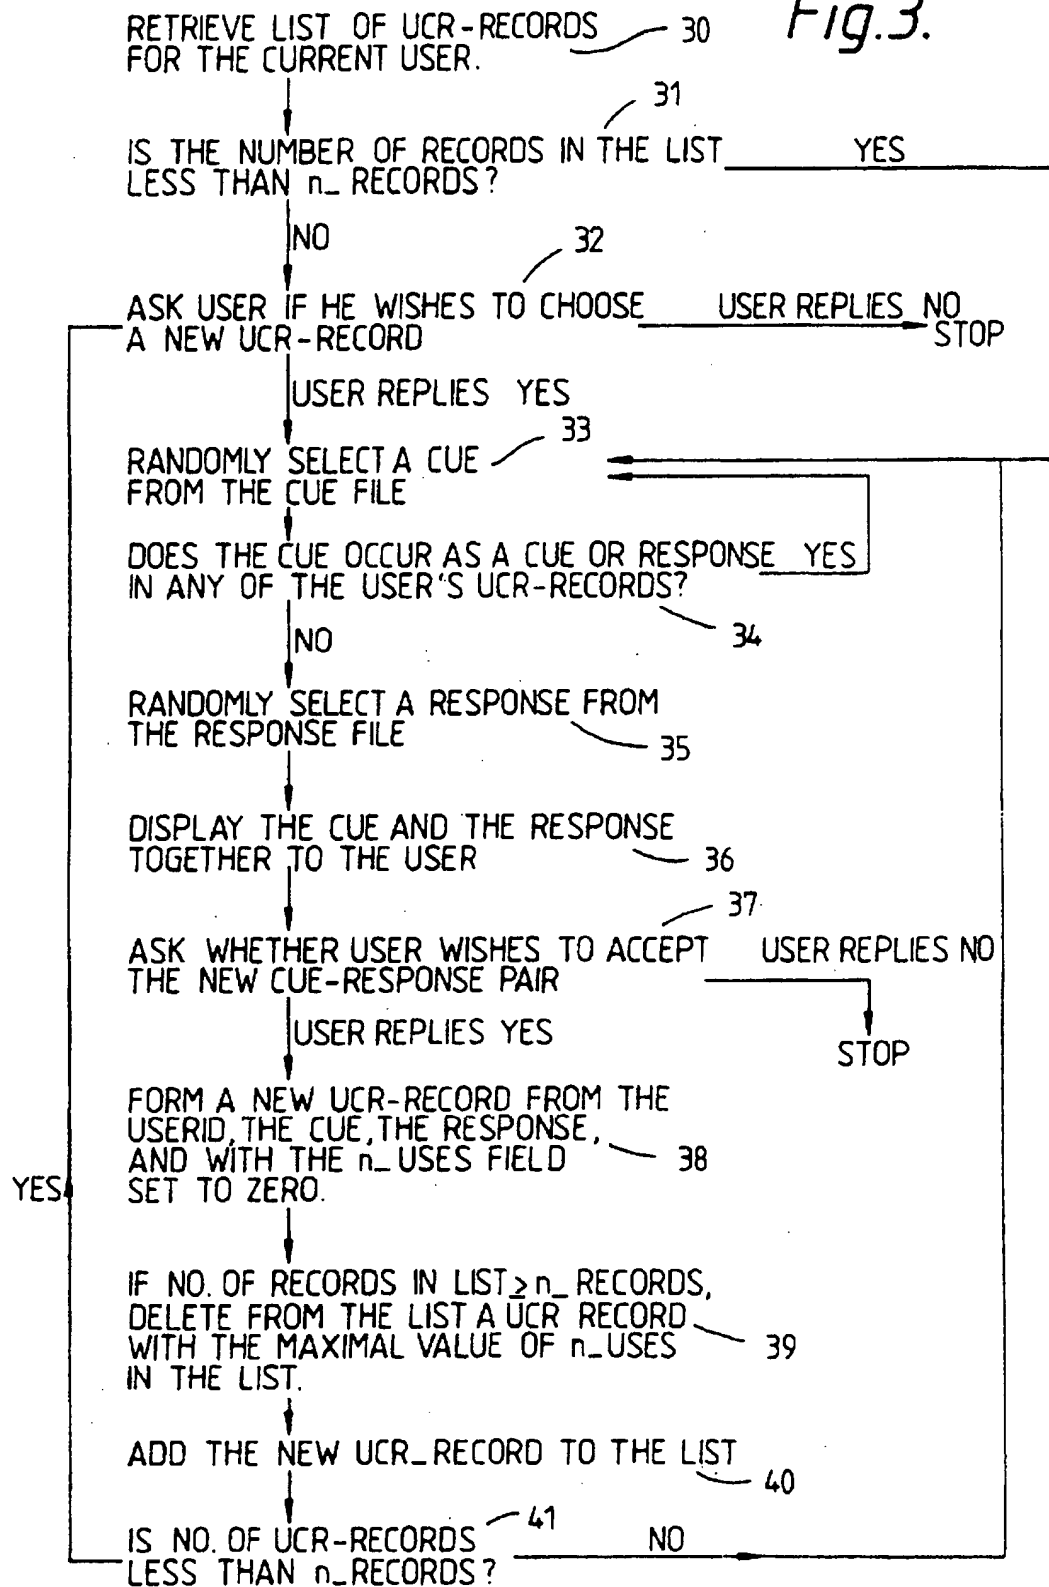 Fig.3.
RETRIEVE LIST OF UCR-RECORDS 30
FOR THE CURRENT USER.
31
IS THE NUMBER OF RECORDS IN THE LIST YES
LESS THAN n_RECORDS?
NO
32
ASK USER IF HE WISHES TO CHOOSE USER REPLIES NO
A NEW UCR-RECORD STOP
USER REPLIES YES
33
RANDOMLY SELECT A CUE
FROM THE CUE FILE
DOES THE CUE OCCUR AS A CUE OR RESPONSE YES
IN ANY OF THE USER'S UCR-RECORDS?
34
NO
RANDOMLY SELECT A RESPONSE FROM
THE RESPONSE FILE
35
DISPLAY THE CUE AND THE RESPONSE
TOGETHER TO THE USER 36
37
ASK WHETHER USER WISHES TO ACCEPT USER REPLIES NO
THE NEW CUE-RESPONSE PAIR
USER REPLIES YES
STOP
FORM A NEW UCR-RECORD FROM THE
USERID, THE CUE, THE RESPONSE,
AND WITH THE n_USES FIELD 38
SET TO ZERO.
YES
IF NO. OF RECORDS IN LIST ≥ n_RECORDS,
DELETE FROM THE LIST A UCR RECORD
WITH THE MAXIMAL VALUE OF n_USES 39
IN THE LIST.
ADD THE NEW UCR_RECORD TO THE LIST
40
41
IS NO. OF UCR-RECORDS NO
LESS THAN n_RECORDS?